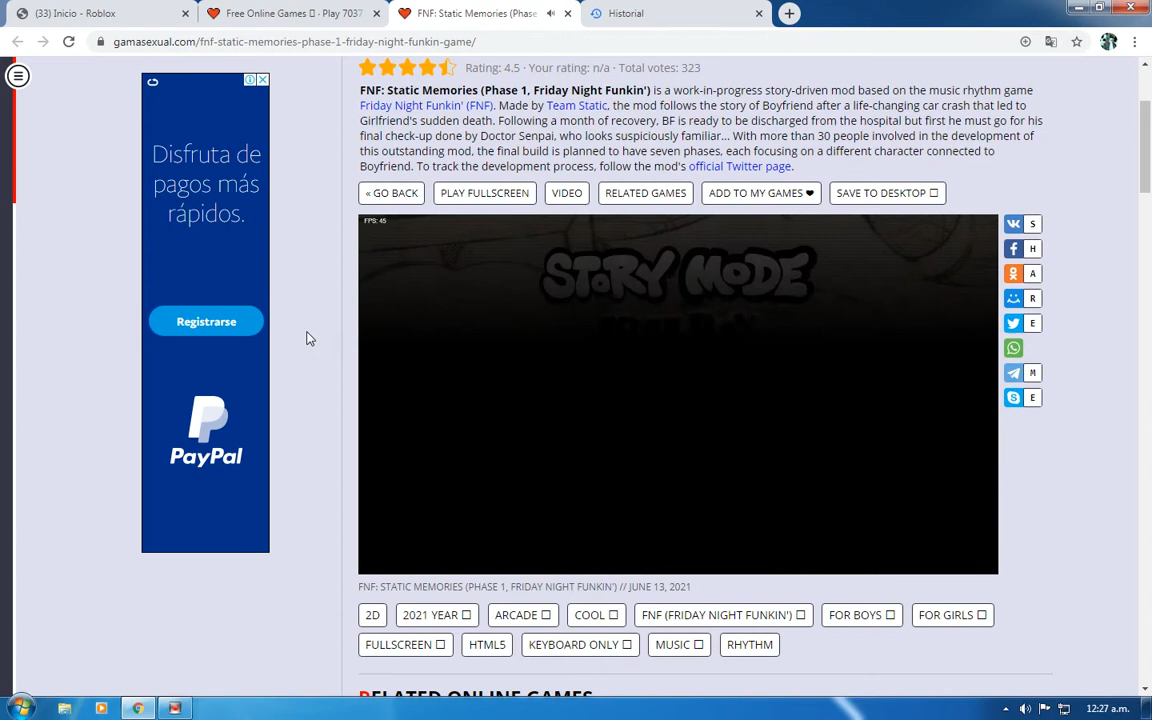 (33) Inicio - Roblox
Free Online Games · Play 7037
FNF: Static Memories (Phase
Historial
gamasexual.com/fnf-static-memories-phase-1-friday-night-funkin-game/
Rating: 4.5 · Your rating: n/a · Total votes: 323
FNF: Static Memories (Phase 1, Friday Night Funkin') is a work-in-progress story-driven mod based on the music rhythm game
Friday Night Funkin' (FNF). Made by Team Static, the mod follows the story of Boyfriend after a life-changing car crash that led to
Girlfriend's sudden death. Following a month of recovery, BF is ready to be discharged from the hospital but first he must go for his
final check-up done by Doctor Senpai, who looks suspiciously familiar... With more than 30 people involved in the development of
this outstanding mod, the final build is planned to have seven phases, each focusing on a different character connected to
Boyfriend. To track the development process, follow the mod's official Twitter page.
« GO BACK
PLAY FULLSCREEN
VIDEO
RELATED GAMES
ADD TO MY GAMES ❤
SAVE TO DESKTOP
Disfruta de
pagos más
rápidos.
Registrarse
PayPal
FPS: 45
STORY MODE
S
H
A
R
E
M
E
FNF: STATIC MEMORIES (PHASE 1, FRIDAY NIGHT FUNKIN') // JUNE 13, 2021
2D
2021 YEAR
ARCADE
COOL
FNF (FRIDAY NIGHT FUNKIN')
FOR BOYS
FOR GIRLS
FULLSCREEN
HTML5
KEYBOARD ONLY
MUSIC
RHYTHM
RELATED ONLINE GAMES
12:27 a.m.